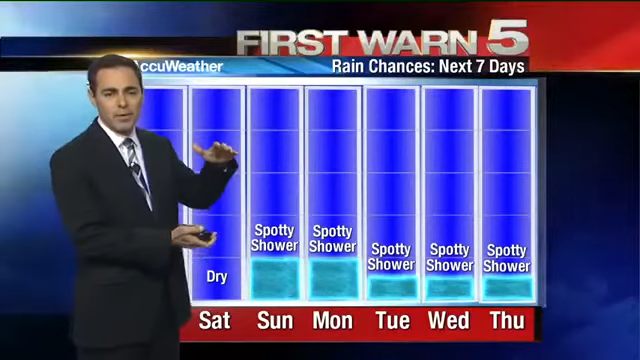 FIRST WARN 5
AccuWeather
Rain Chances: Next 7 Days
Spotty
Shower
Spotty
Shower
Spotty
Shower
Spotty
Shower
Spotty
Shower
Dry
Sat
Sun
Mon
Tue
Wed
Thu